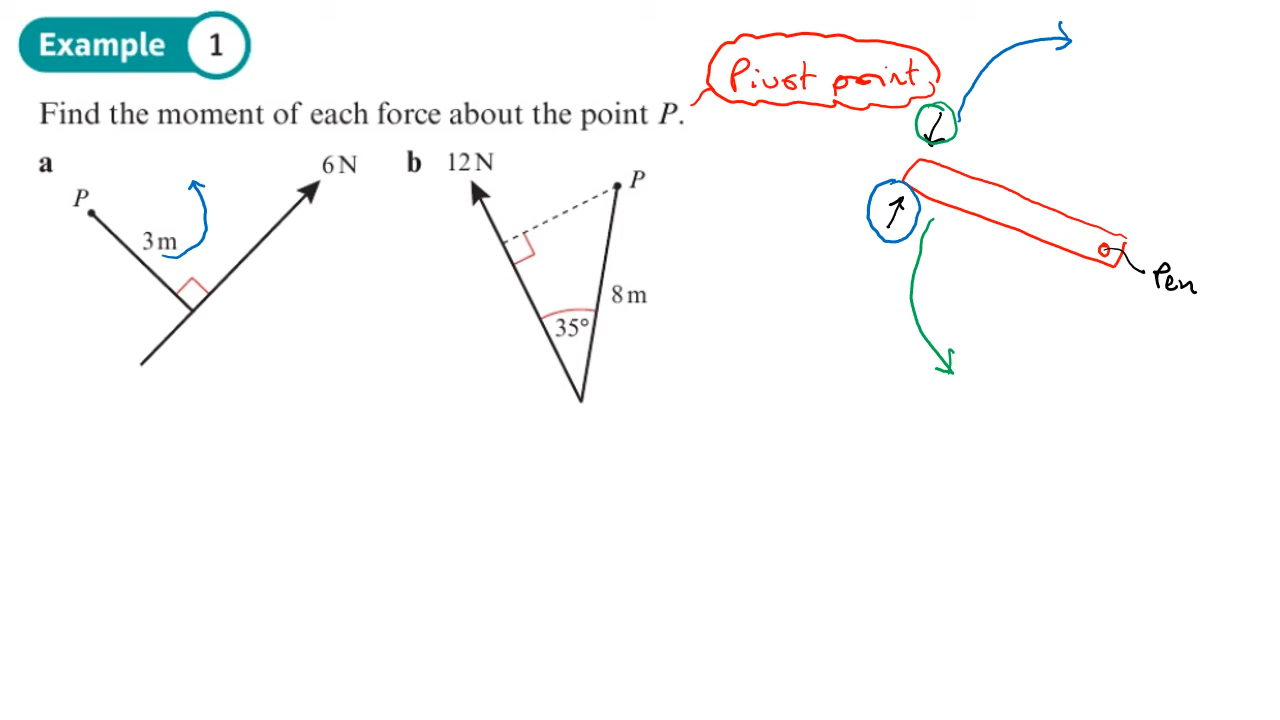 Example 1
Pivot point
Find the moment of each force about the point P.
a
6 N
b
12 N
P
P
3 m
8 m
35°
Pen